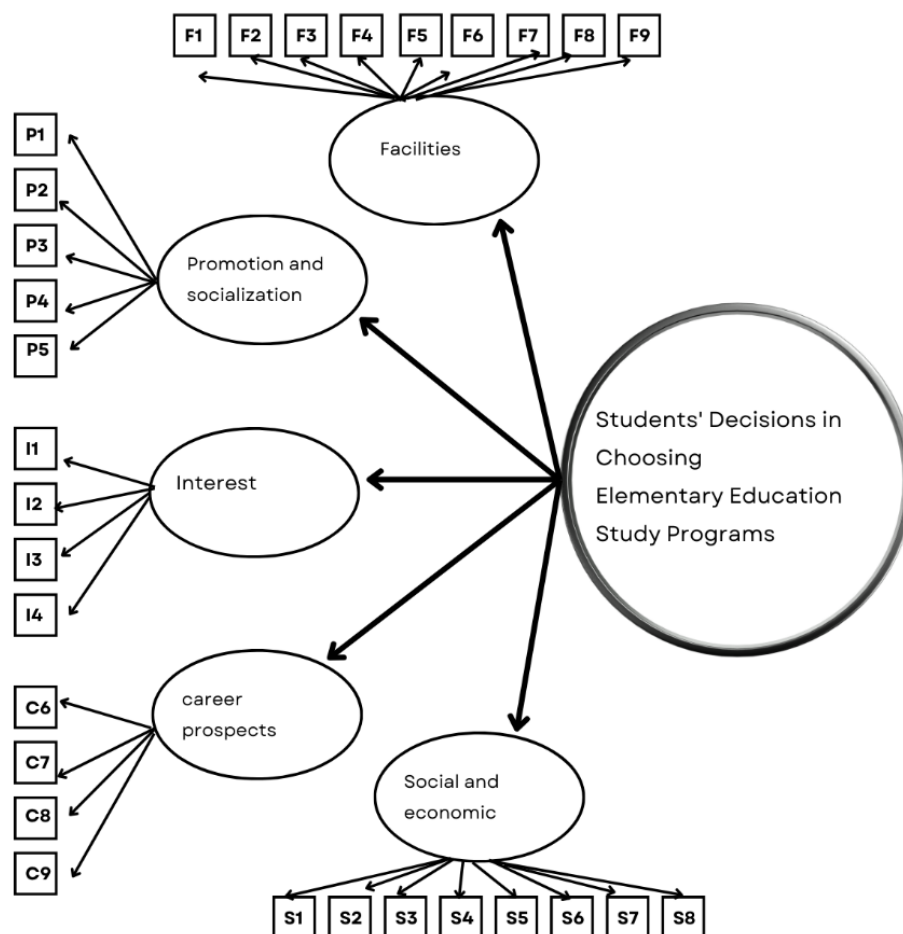 F1 F2 F3 F4 F5 F6 F7 F8 F9
Facilities
P1
P2
P3
P4
P5
Promotion and
socialization
Students' Decisions in
Choosing
Elementary Education
Study Programs
I1
I2
I3
I4
Interest
C6
C7
C8
C9
career
prospects
Social and
economic
S1 S2 S3 S4 S5 S6 S7 S8